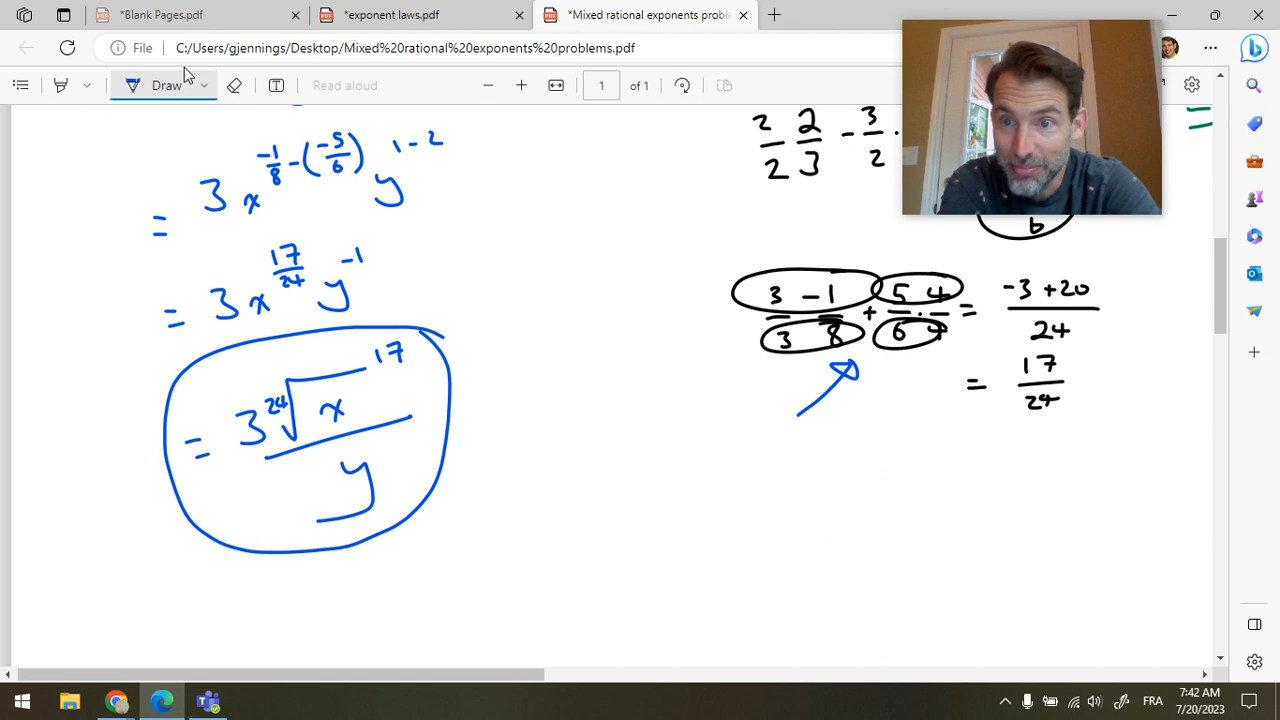 *Blank Pages.pdf
*exponent laws.pdf
*Mixed rational exponents proble
File
C:/Users/gjennings/Desktop/Mixed%20rational%20exponents%20problems.pdf
Draw
Read aloud
1 of 1
3x^(-1/8 - (-5/6)) y^(1-2)
=
= 3x^(17/24) y^(-1)
= 3 ²⁴√x ¹⁷ / y
2/2 2/3 - 3/2 ·
=
6
3/3 -1/8 + 5/6 · 4/4 = -3+20 / 24
= 17/24
FRA
7:42 AM
7/20/2023